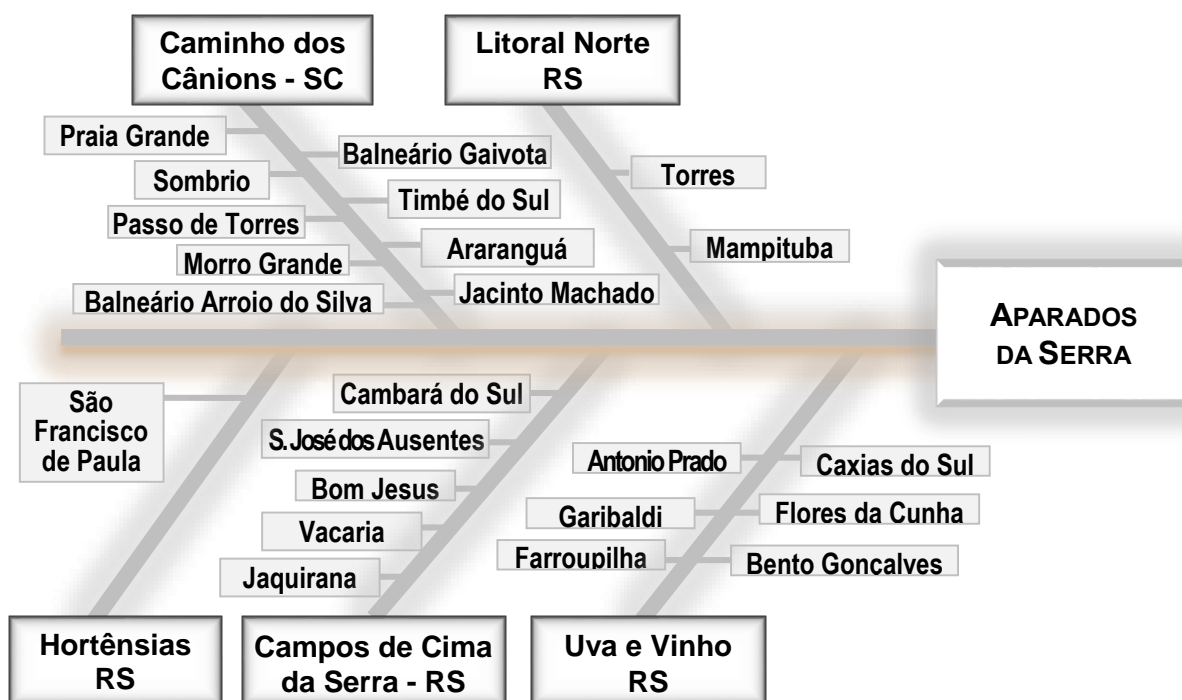 Caminho dos
Cânions - SC
Litoral Norte
RS
Praia Grande
Balneário Gaivota
Sombrio
Timbé do Sul
Passo de Torres
Araranguá
Morro Grande
Jacinto Machado
Balneário Arroio do Silva
Torres
Mampituba
APARADOS
DA SERRA
São
Francisco
de Paula
Cambará do Sul
S. José dos Ausentes
Bom Jesus
Vacaria
Jaquirana
Antonio Prado
Caxias do Sul
Garibaldi
Flores da Cunha
Farroupilha
Bento Gonçalves
Hortênsias
RS
Campos de Cima
da Serra - RS
Uva e Vinho
RS